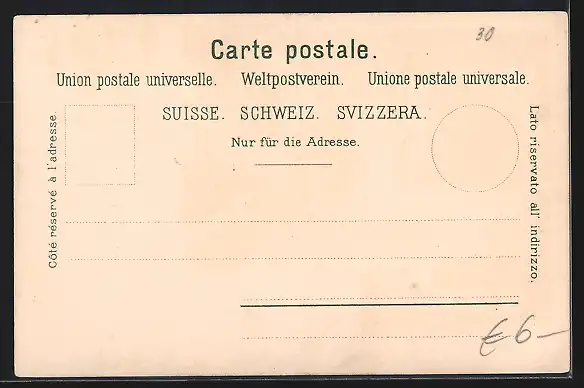 30
Carte postale.
Union postale universelle. Weltpostverein. Unione postale universale.
SUISSE. SCHWEIZ. SVIZZERA.
Nur für die Adresse.
Côté réservé à l'adresse
Lato riservato all' indirizzo.
€6-